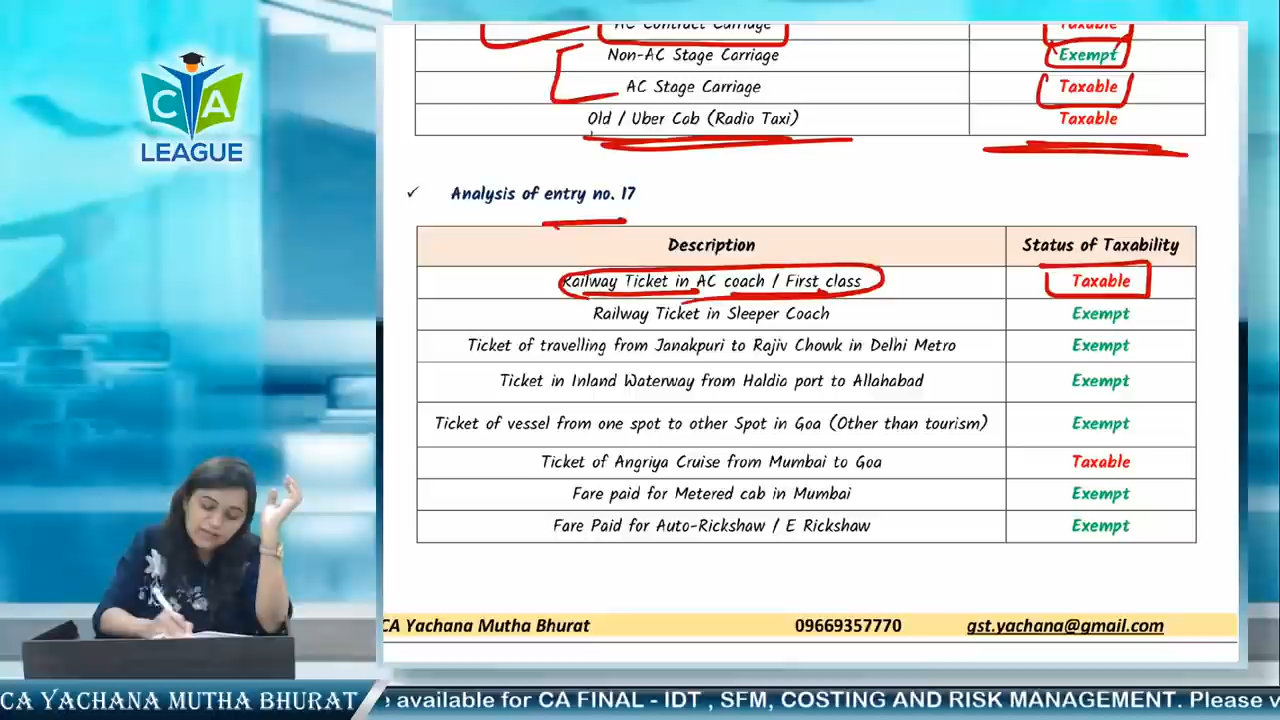 AC Contract Carriage Taxable
Non-AC Stage Carriage Exempt
AC Stage Carriage Taxable
Old / Uber Cab (Radio Taxi) Taxable
CA
LEAGUE
✓ Analysis of entry no. 17
Description Status of Taxability
Railway Ticket in AC coach / First class Taxable
Railway Ticket in Sleeper Coach Exempt
Ticket of travelling from Janakpuri to Rajiv Chowk in Delhi Metro Exempt
Ticket in Inland Waterway from Haldia port to Allahabad Exempt
Ticket of vessel from one spot to other Spot in Goa (Other than tourism) Exempt
Ticket of Angriya Cruise from Mumbai to Goa Taxable
Fare paid for Metered cab in Mumbai Exempt
Fare Paid for Auto-Rickshaw / E Rickshaw Exempt
CA Yachana Mutha Bhurat 09669357770 gst.yachana@gmail.com
CA YACHANA MUTHA BHURAT
available for CA FINAL - IDT , SFM, COSTING AND RISK MANAGEMENT. Please